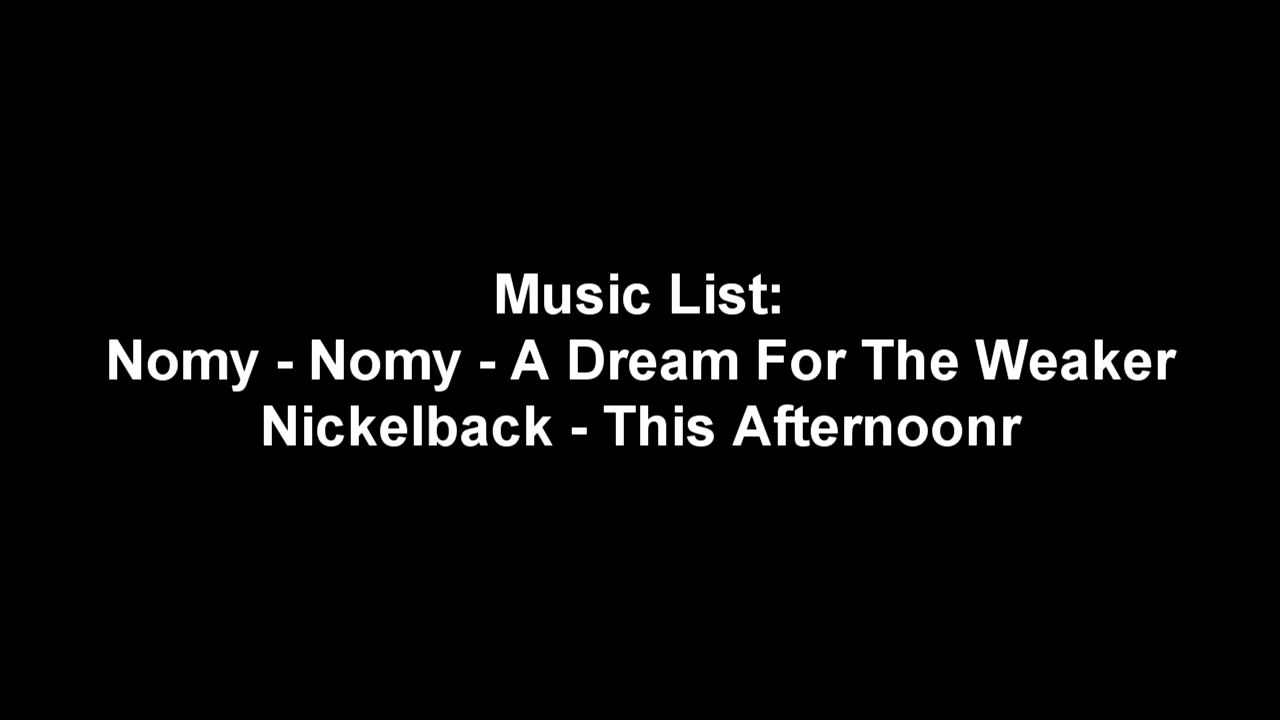 Music List:
Nomy - Nomy - A Dream For The Weaker
Nickelback - This Afternoonr